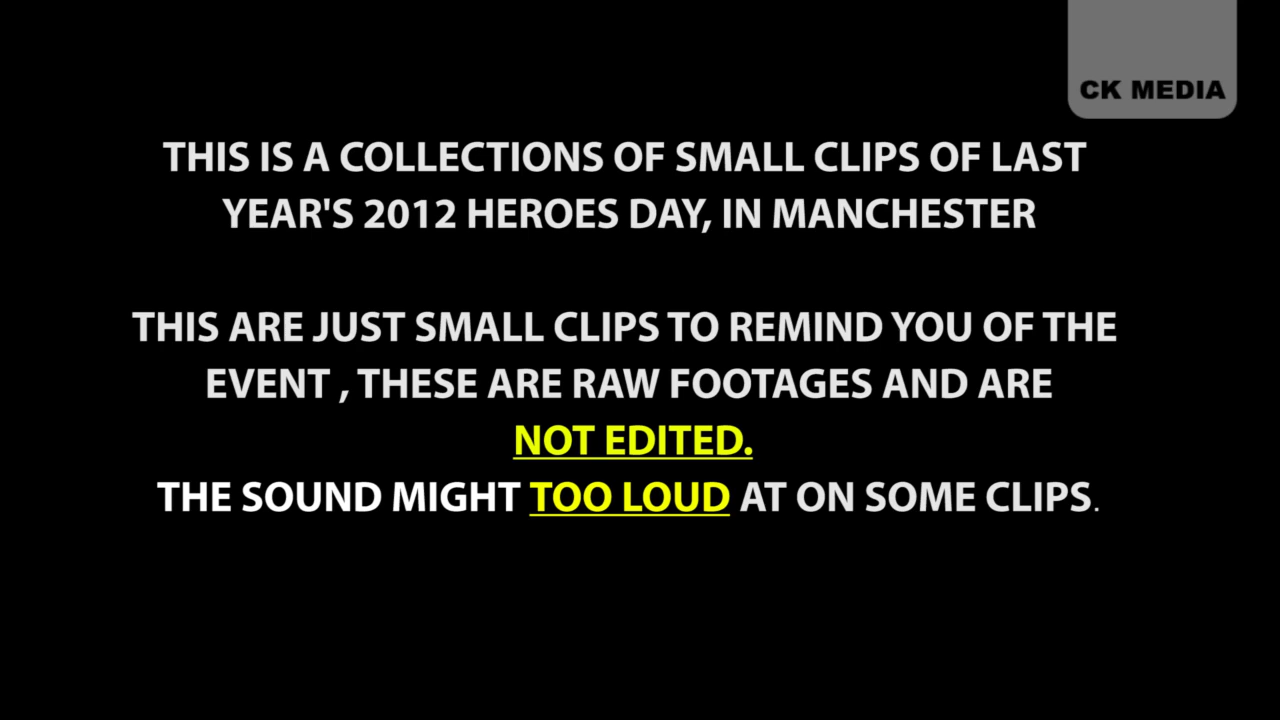 CK MEDIA
THIS IS A COLLECTIONS OF SMALL CLIPS OF LAST
YEAR'S 2012 HEROES DAY, IN MANCHESTER
THIS ARE JUST SMALL CLIPS TO REMIND YOU OF THE
EVENT , THESE ARE RAW FOOTAGES AND ARE
NOT EDITED.
THE SOUND MIGHT TOO LOUD AT ON SOME CLIPS.